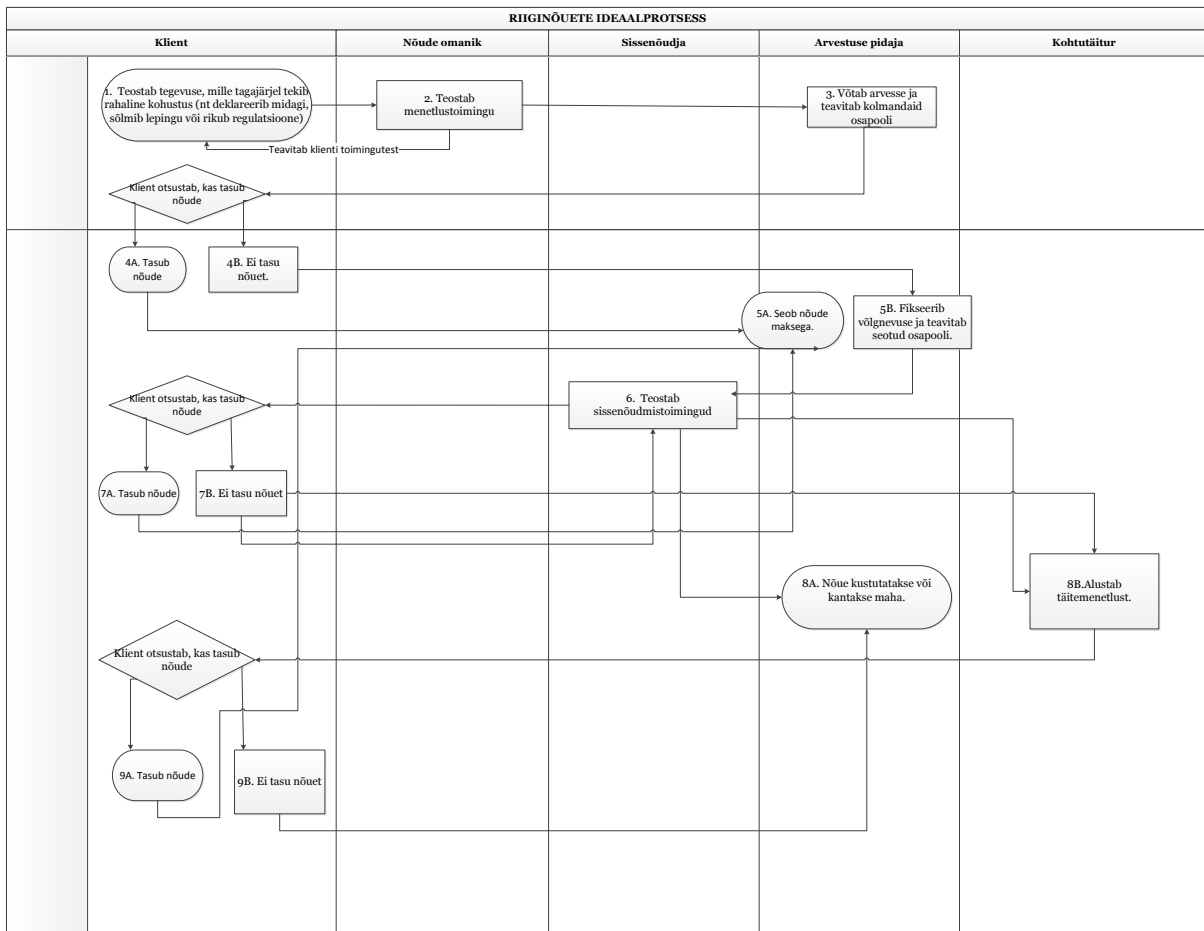 RIIGINÕUETE IDEAALPROTSESS
Klient
Nõude omanik
Sissenõudja
Arvestuse pidaja
Kohtutäitur
1. Teostab tegevuse, mille tagajärjel tekib
rahaline kohustus (nt deklareerib midagi,
sõlmib lepingu või rikub regulatsioone)
2. Teostab
menetlustoimingu
3. Võtab arvesse ja
teavitab kolmandaid
osapooli
Teavitab klienti toimingutest
Klient otsustab, kas tasub
nõude
4A. Tasub
nõude
4B. Ei tasu
nõuet.
5A. Seob nõude
maksega.
5B. Fikseerib
võlgnevuse ja teavitab
seotud osapooli.
Klient otsustab, kas tasub
nõude
6. Teostab
sissenõudmistoimingud
7A. Tasub nõude
7B. Ei tasu nõuet
8A. Nõue kustutatakse või
kantakse maha.
8B.Alustab
täitemenetlust.
Klient otsustab, kas tasub
nõude
9A. Tasub nõude
9B. Ei tasu nõuet